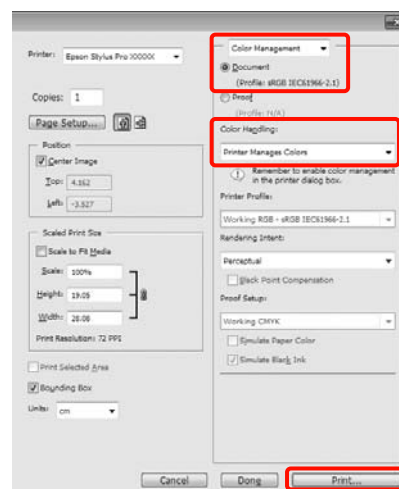 Printer: Epson Stylus Pro XXXXX
Copies: 1
Page Setup...
Position
Center Image
Top: 4.162
Left: -3.527
Scaled Print Size
Scale to Fit Media
Scale: 100%
Height: 19.05
Width: 28.08
Print Resolution: 72 PPI
Print Selected Area
Bounding Box
Units: cm
Color Management
Document
(Profile: sRGB IEC61966-2.1)
Proof
(Profile: N/A)
Color Handling:
Printer Manages Colors
Remember to enable color management
in the printer dialog box.
Printer Profile:
Working RGB - sRGB IEC61966-2.1
Rendering Intent:
Perceptual
Black Point Compensation
Proof Setup:
Working CMYK
Simulate Paper Color
Simulate Black Ink
Cancel
Done
Print...